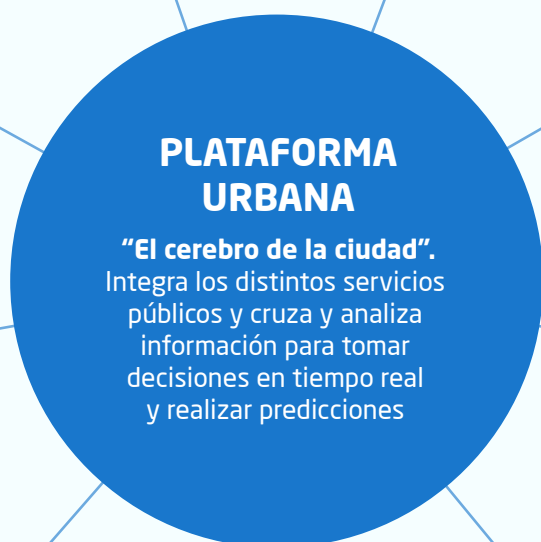 PLATAFORMA
URBANA
“El cerebro de la ciudad”.
Integra los distintos servicios
públicos y cruza y analiza
información para tomar
decisiones en tiempo real
y realizar predicciones